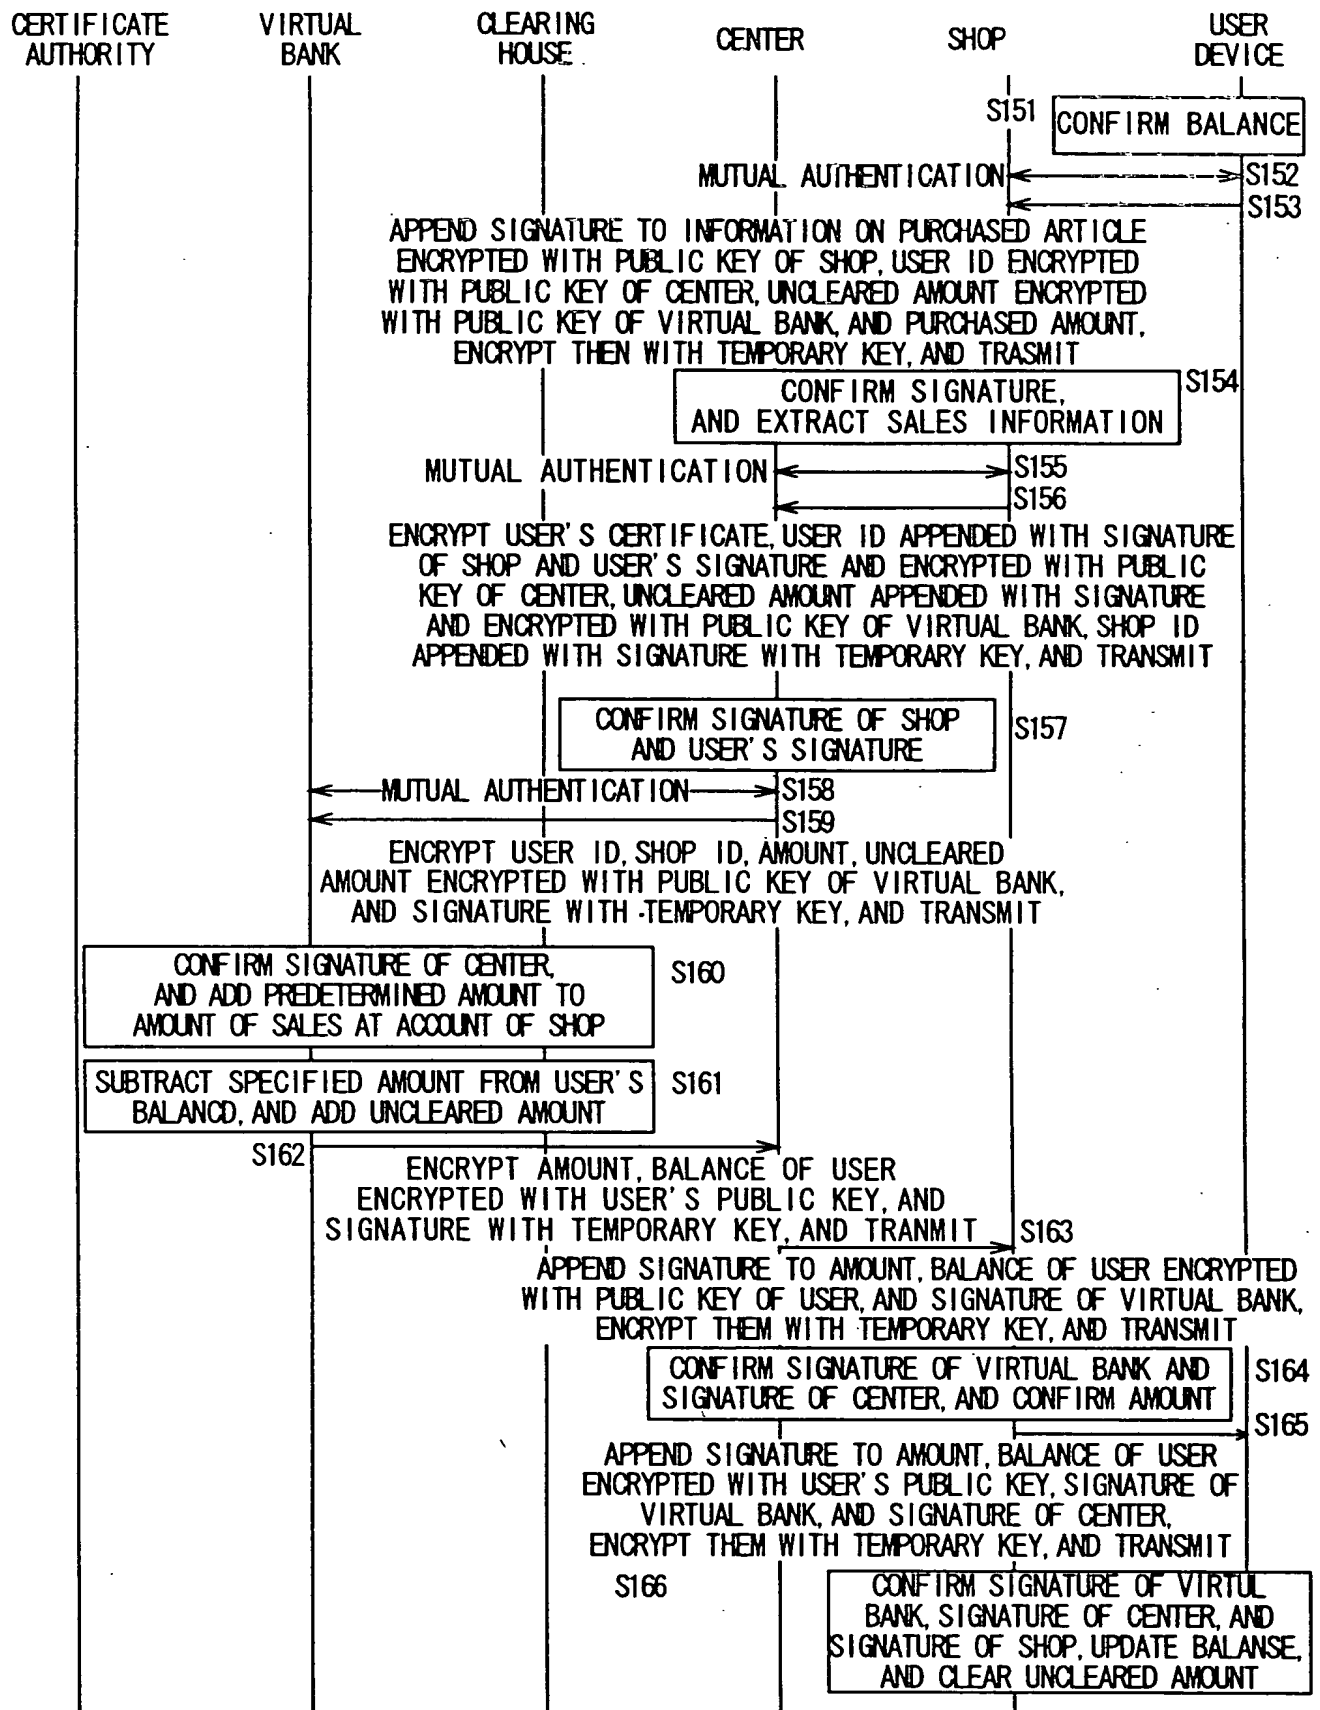 CERTIFICATE AUTHORITY
VIRTUAL BANK
CLEARING HOUSE
CENTER
SHOP
USER DEVICE
S151
CONFIRM BALANCE
MUTUAL AUTHENTICATION
S152
S153
APPEND SIGNATURE TO INFORMATION ON PURCHASED ARTICLE
ENCRYPTED WITH PUBLIC KEY OF SHOP, USER ID ENCRYPTED
WITH PUBLIC KEY OF CENTER, UNCLEARED AMOUNT ENCRYPTED
WITH PUBLIC KEY OF VIRTUAL BANK, AND PURCHASED AMOUNT,
ENCRYPT THEN WITH TEMPORARY KEY, AND TRASMIT
CONFIRM SIGNATURE,
AND EXTRACT SALES INFORMATION
S154
MUTUAL AUTHENTICATION
S155
S156
ENCRYPT USER'S CERTIFICATE, USER ID APPENDED WITH SIGNATURE
OF SHOP AND USER'S SIGNATURE AND ENCRYPTED WITH PUBLIC
KEY OF CENTER, UNCLEARED AMOUNT APPENDED WITH SIGNATURE
AND ENCRYPTED WITH PUBLIC KEY OF VIRTUAL BANK, SHOP ID
APPENDED WITH SIGNATURE WITH TEMPORARY KEY, AND TRANSMIT
CONFIRM SIGNATURE OF SHOP
AND USER'S SIGNATURE
S157
MUTUAL AUTHENTICATION
S158
S159
ENCRYPT USER ID, SHOP ID, AMOUNT, UNCLEARED
AMOUNT ENCRYPTED WITH PUBLIC KEY OF VIRTUAL BANK,
AND SIGNATURE WITH TEMPORARY KEY, AND TRANSMIT
CONFIRM SIGNATURE OF CENTER,
AND ADD PREDETERMINED AMOUNT TO
AMOUNT OF SALES AT ACCOUNT OF SHOP
S160
SUBTRACT SPECIFIED AMOUNT FROM USER'S
BALANCD, AND ADD UNCLEARED AMOUNT
S161
S162
ENCRYPT AMOUNT, BALANCE OF USER
ENCRYPTED WITH USER'S PUBLIC KEY, AND
SIGNATURE WITH TEMPORARY KEY, AND TRANMIT
S163
APPEND SIGNATURE TO AMOUNT, BALANCE OF USER ENCRYPTED
WITH PUBLIC KEY OF USER, AND SIGNATURE OF VIRTUAL BANK,
ENCRYPT THEM WITH TEMPORARY KEY, AND TRANSMIT
CONFIRM SIGNATURE OF VIRTUAL BANK AND
SIGNATURE OF CENTER, AND CONFIRM AMOUNT
S164
S165
APPEND SIGNATURE TO AMOUNT, BALANCE OF USER
ENCRYPTED WITH USER'S PUBLIC KEY, SIGNATURE OF
VIRTUAL BANK, AND SIGNATURE OF CENTER,
ENCRYPT THEM WITH TEMPORARY KEY, AND TRANSMIT
S166
CONFIRM SIGNATURE OF VIRTUL
BANK, SIGNATURE OF CENTER, AND
SIGNATURE OF SHOP, UPDATE BALANSE,
AND CLEAR UNCLEARED AMOUNT